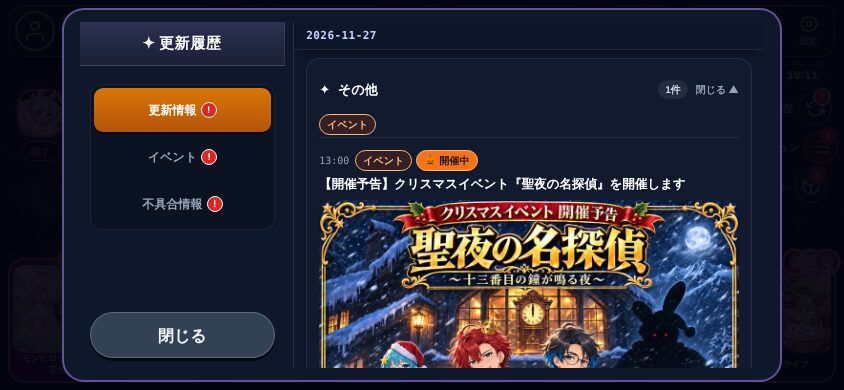 ✦ 更新履歴
更新情報 !
イベント !
不具合情報 !
閉じる
2026-11-27
✦ その他
1件 閉じる ▲
イベント
13:00 イベント 🎃 開催中
【開催予告】クリスマスイベント『聖夜の名探偵』を開催します
クリスマスイベント 開催予告
聖夜の名探偵
～十三番目の鐘が鳴る夜～
設定
19:11
隠す
ライフ